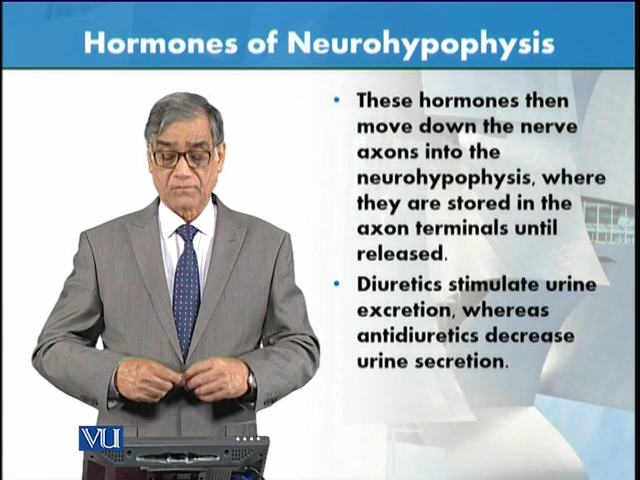 Hormones of Neurohypophysis
• These hormones then
move down the nerve
axons into the
neurohypophysis, where
they are stored in the
axon terminals until
released.
• Diuretics stimulate urine
excretion, whereas
antidiuretics decrease
urine secretion.
VU